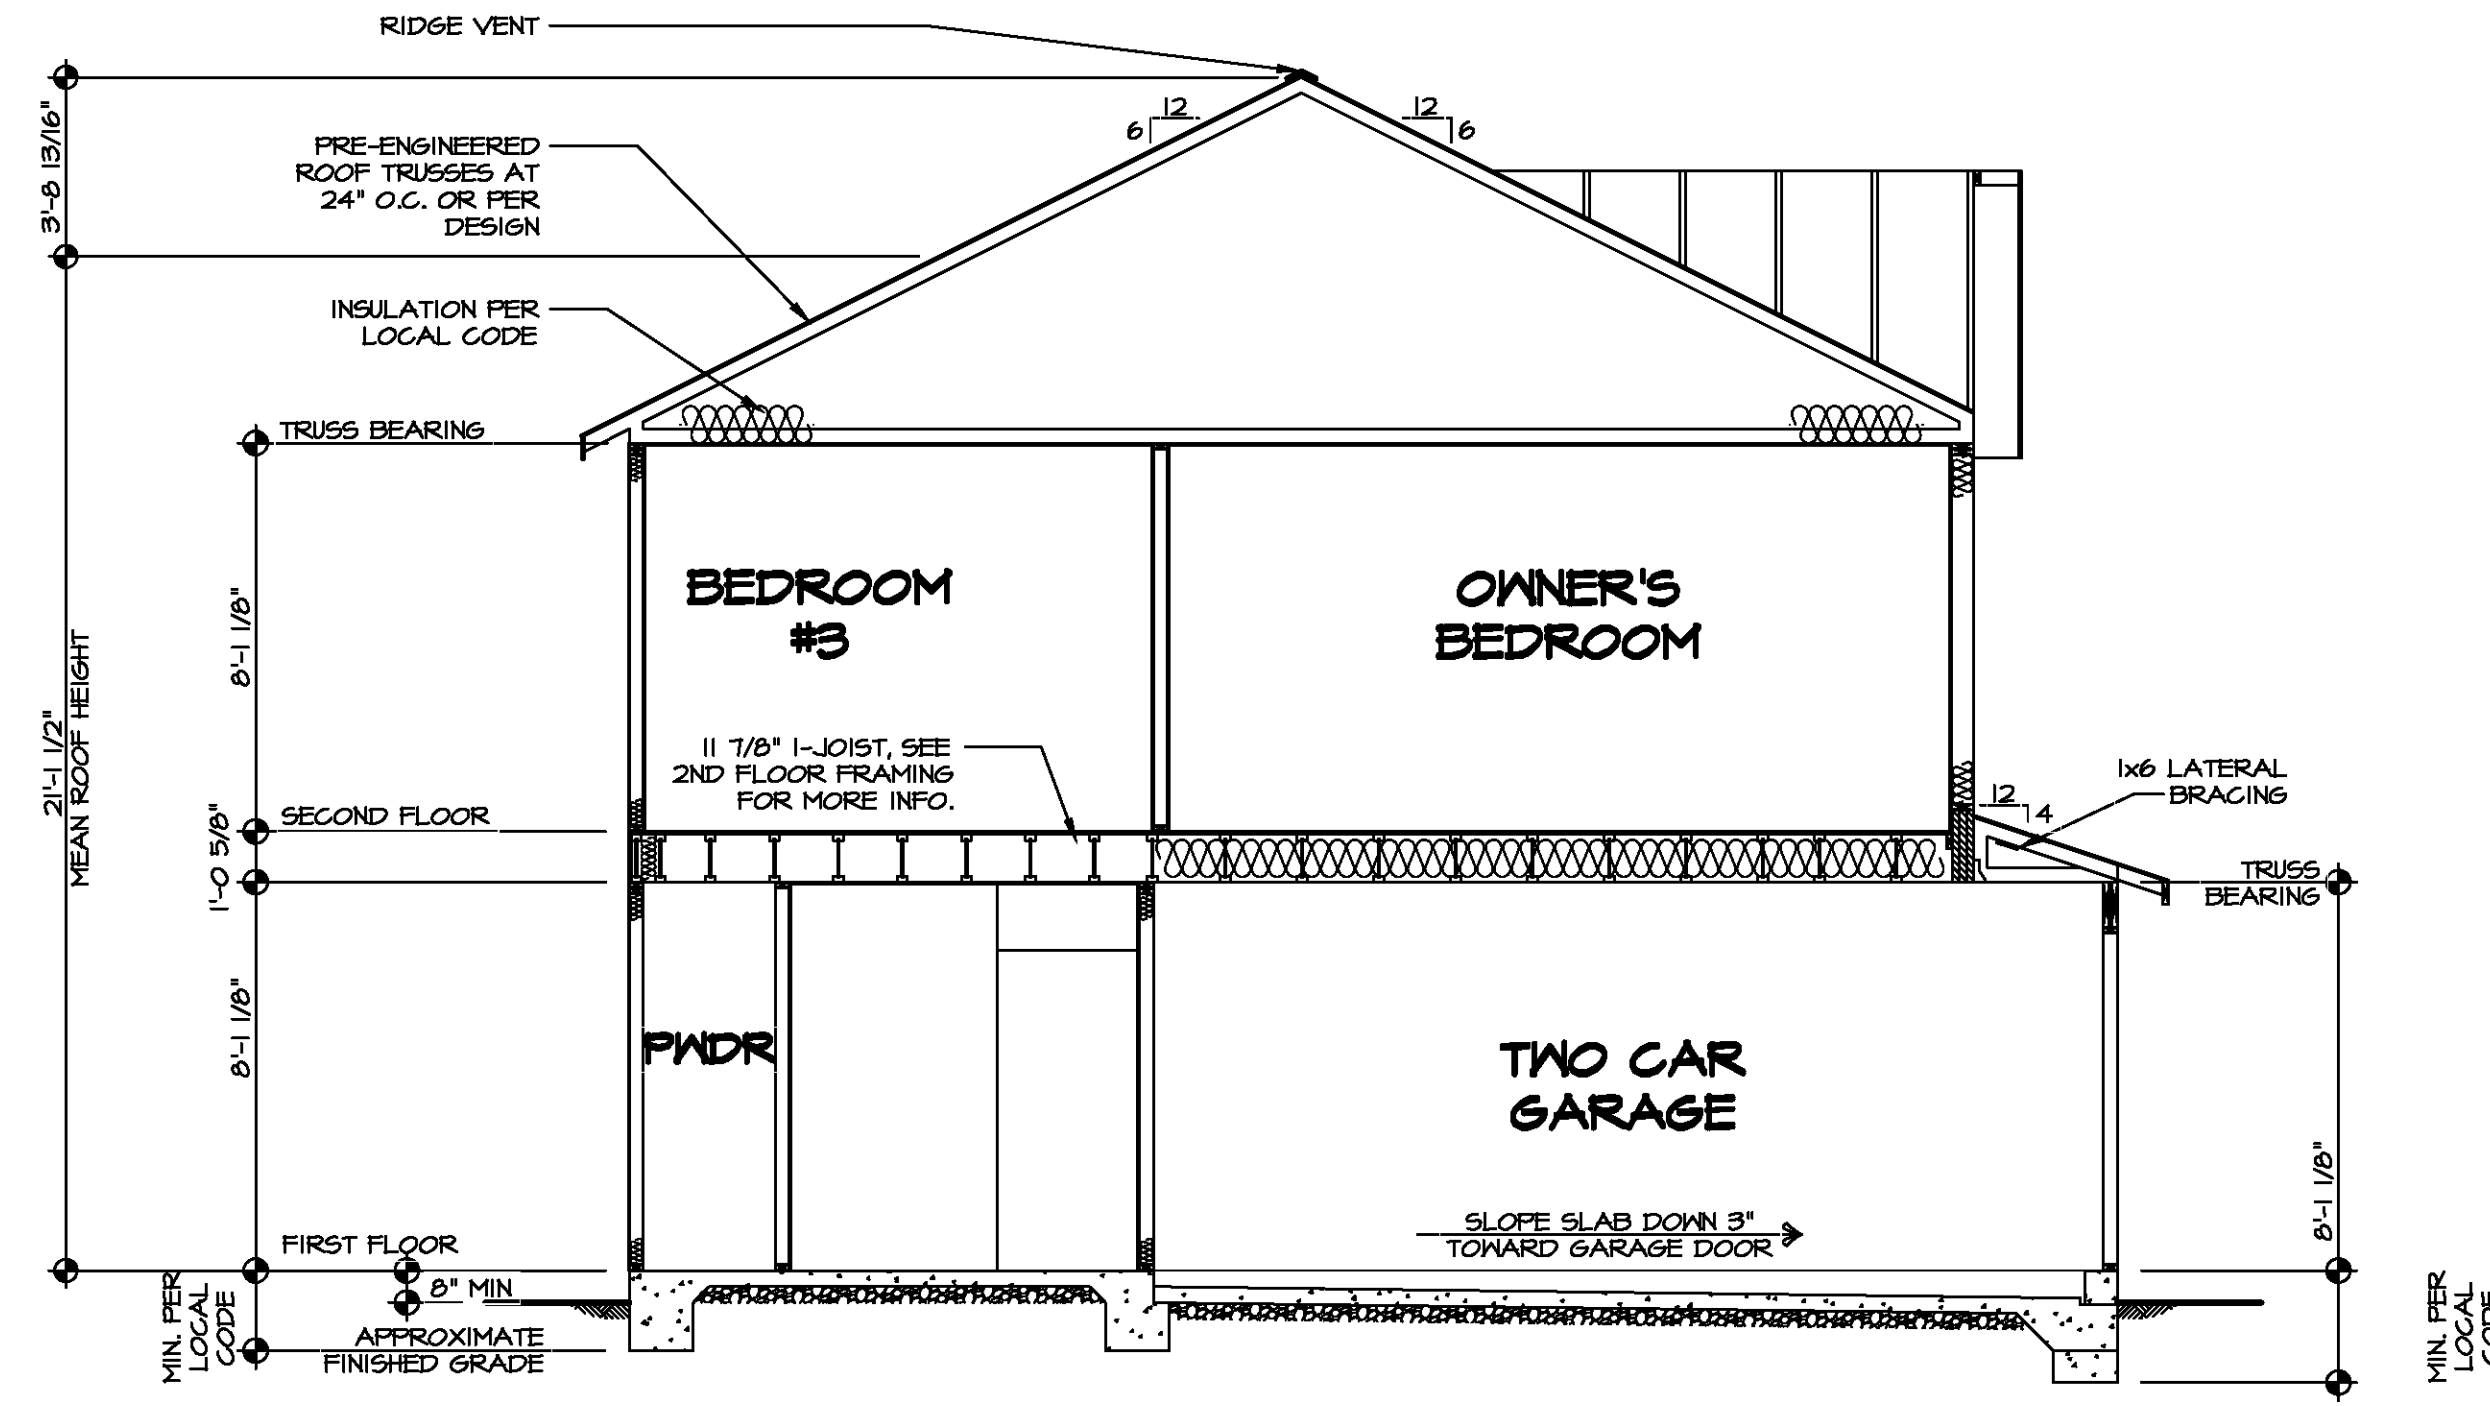 RIDGE VENT
3'-8 13/16"
12
6
12
6
PRE-ENGINEERED
ROOF TRUSSES AT
24" O.C. OR PER
DESIGN
INSULATION PER
LOCAL CODE
TRUSS BEARING
8'-1 1/8"
BEDROOM
#3
OWNER'S
BEDROOM
21'-1 1/2"
MEAN ROOF HEIGHT
11 7/8" I-JOIST, SEE
2ND FLOOR FRAMING
FOR MORE INFO.
1x6 LATERAL
BRACING
12
4
SECOND FLOOR
1'-0 5/8"
TRUSS
BEARING
8'-1 1/8"
PWDR
TWO CAR
GARAGE
8'-1 1/8"
SLOPE SLAB DOWN 3"
TOWARD GARAGE DOOR
FIRST FLOOR
8" MIN
MIN. PER
LOCAL
CODE
APPROXIMATE
FINISHED GRADE
MIN. PER
LOCAL
CODE